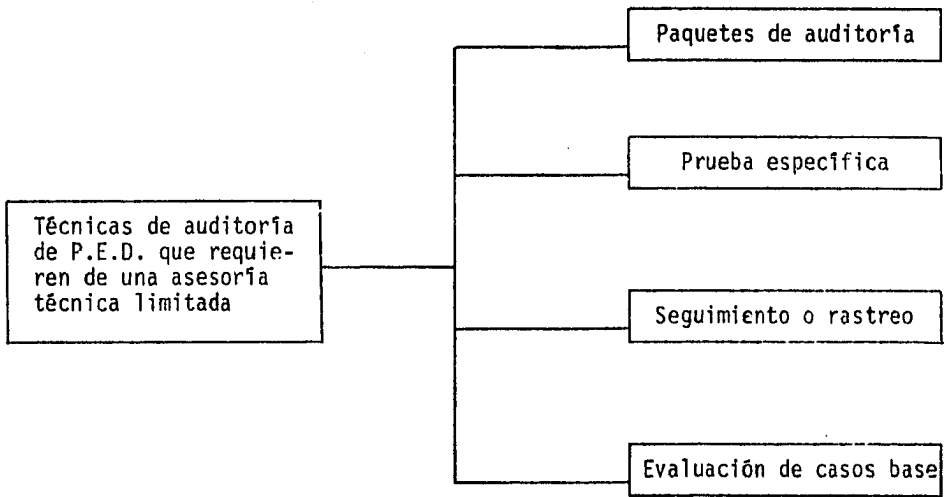 Paquetes de auditoría
Prueba específica
Técnicas de auditoría
de P.E.D. que requie-
ren de una asesoría
técnica limitada
Seguimiento o rastreo
Evaluación de casos base